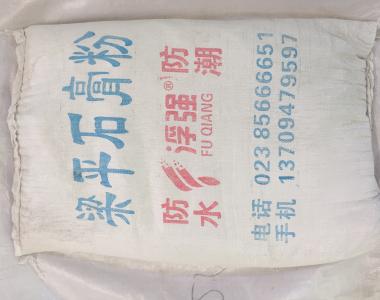 梁平石膏粉
防水 浮强® 防潮
FU QIANG
电话 023 85666651
手机 13709479597